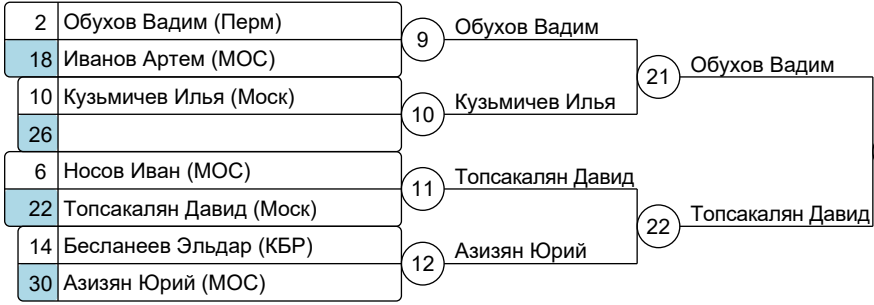 2 Обухов Вадим (Перм)
18 Иванов Артем (МОС)
9 Обухов Вадим
10 Кузьмичев Илья (Моск)
26
10 Кузьмичев Илья
21 Обухов Вадим
6 Носов Иван (МОС)
22 Топсакалян Давид (Моск)
11 Топсакалян Давид
14 Бесланеев Эльдар (КБР)
30 Азизян Юрий (МОС)
12 Азизян Юрий
22 Топсакалян Давид